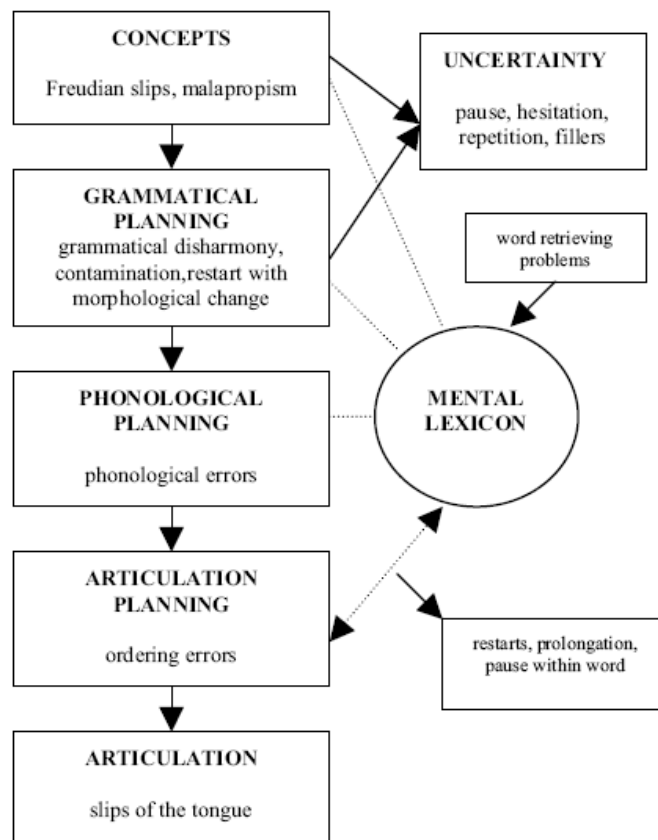 CONCEPTS
Freudian slips, malapropism
UNCERTAINTY
pause, hesitation,
repetition, fillers
GRAMMATICAL
PLANNING
grammatical disharmony,
contamination,restart with
morphological change
word retrieving
problems
PHONOLOGICAL
PLANNING
phonological errors
MENTAL
LEXICON
ARTICULATION
PLANNING
ordering errors
restarts, prolongation,
pause within word
ARTICULATION
slips of the tongue